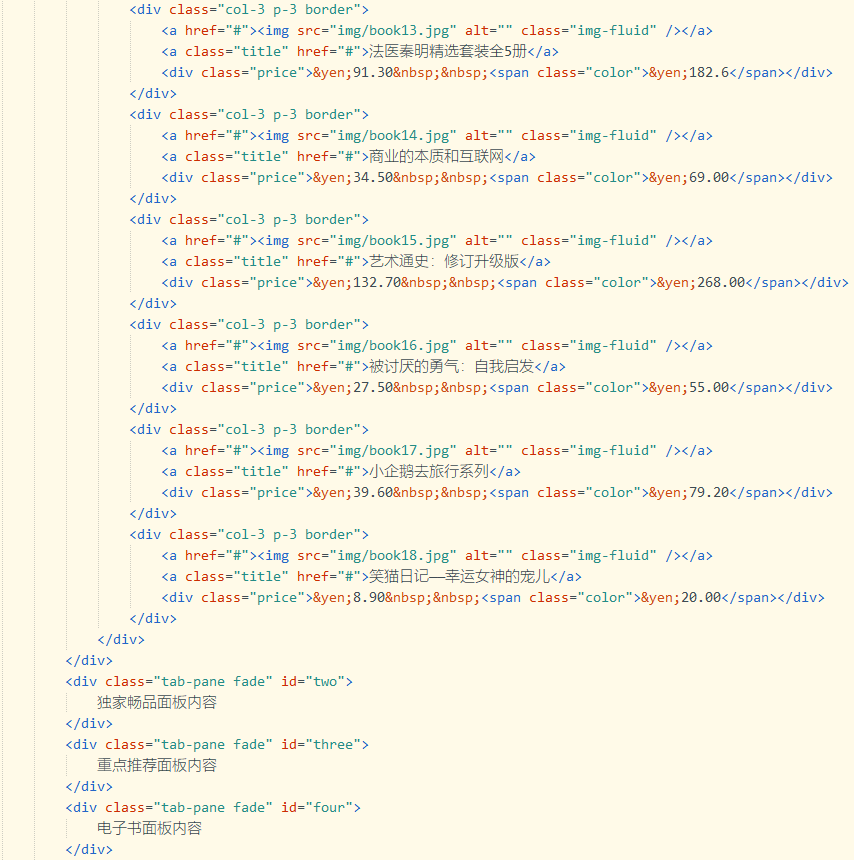 <div class="col-3 p-3 border">
<a href="#"><img src="img/book13.jpg" alt="" class="img-fluid" /></a>
<a class="title" href="#">法医秦明精选套装全5册</a>
<div class="price">&yen;91.30&nbsp;&nbsp;<span class="color">&yen;182.6</span></div>
</div>
<div class="col-3 p-3 border">
<a href="#"><img src="img/book14.jpg" alt="" class="img-fluid" /></a>
<a class="title" href="#">商业的本质和互联网</a>
<div class="price">&yen;34.50&nbsp;&nbsp;<span class="color">&yen;69.00</span></div>
</div>
<div class="col-3 p-3 border">
<a href="#"><img src="img/book15.jpg" alt="" class="img-fluid" /></a>
<a class="title" href="#">艺术通史：修订升级版</a>
<div class="price">&yen;132.70&nbsp;&nbsp;<span class="color">&yen;268.00</span></div>
</div>
<div class="col-3 p-3 border">
<a href="#"><img src="img/book16.jpg" alt="" class="img-fluid" /></a>
<a class="title" href="#">被讨厌的勇气：自我启发</a>
<div class="price">&yen;27.50&nbsp;&nbsp;<span class="color">&yen;55.00</span></div>
</div>
<div class="col-3 p-3 border">
<a href="#"><img src="img/book17.jpg" alt="" class="img-fluid" /></a>
<a class="title" href="#">小企鹅去旅行系列</a>
<div class="price">&yen;39.60&nbsp;&nbsp;<span class="color">&yen;79.20</span></div>
</div>
<div class="col-3 p-3 border">
<a href="#"><img src="img/book18.jpg" alt="" class="img-fluid" /></a>
<a class="title" href="#">笑猫日记——幸运女神的宠儿</a>
<div class="price">&yen;8.90&nbsp;&nbsp;<span class="color">&yen;20.00</span></div>
</div>
</div>
</div>
<div class="tab-pane fade" id="two">
独家畅品面板内容
</div>
<div class="tab-pane fade" id="three">
重点推荐面板内容
</div>
<div class="tab-pane fade" id="four">
电子书面板内容
</div>